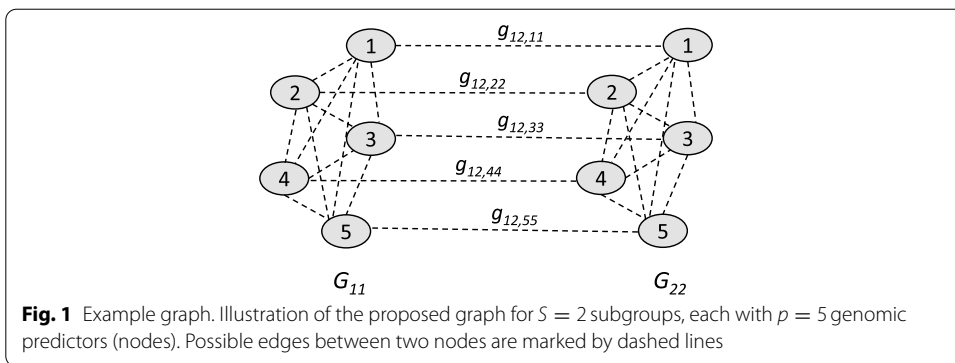 g12,11
1 1
g12,22
2 2
g12,33
3 3
g12,44
4 4
g12,55
5 5
G11 G22
Fig. 1 Example graph. Illustration of the proposed graph for S = 2 subgroups, each with p = 5 genomic
predictors (nodes). Possible edges between two nodes are marked by dashed lines